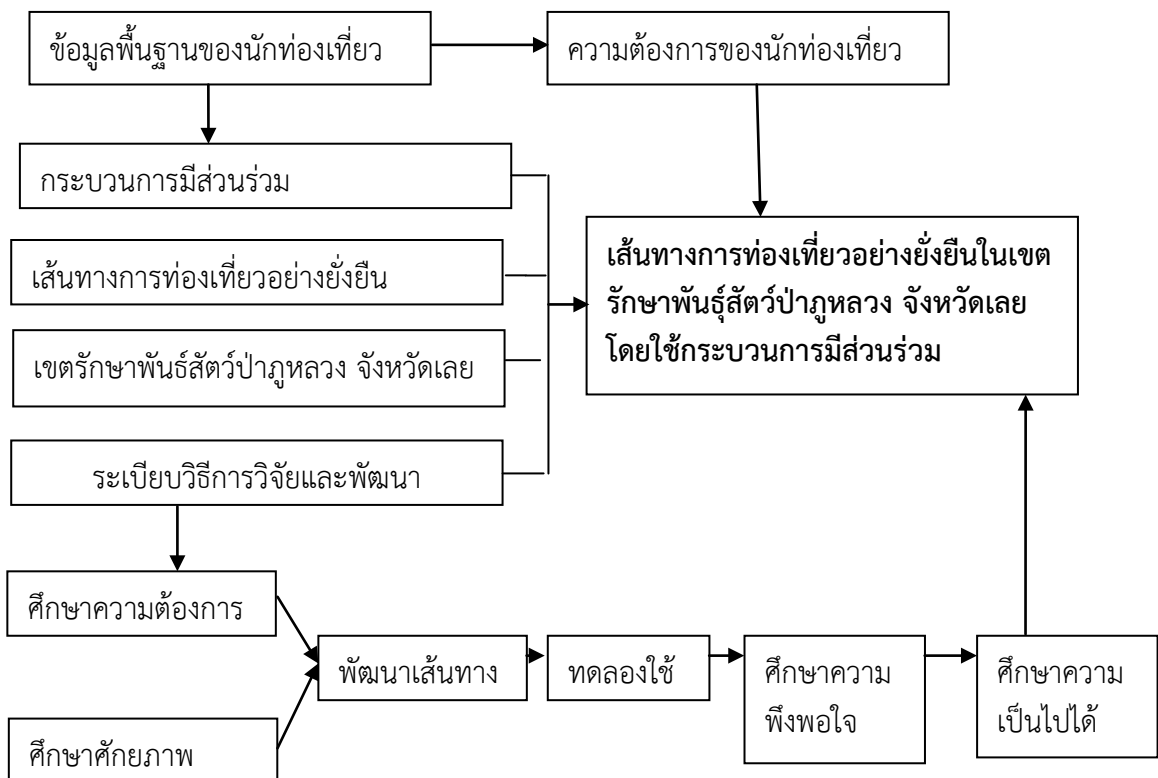 ข้อมูลพื้นฐานของนักท่องเที่ยว
ความต้องการของนักท่องเที่ยว
กระบวนการมีส่วนร่วม
เส้นทางการท่องเที่ยวอย่างยั่งยืน
เขตรักษาพันธ์สัตว์ป่าภูหลวง จังหวัดเลย
ระเบียบวิธีการวิจัยและพัฒนา
เส้นทางการท่องเที่ยวอย่างยั่งยืนในเขต
รักษาพันธุ์สัตว์ป่าภูหลวง จังหวัดเลย
โดยใช้กระบวนการมีส่วนร่วม
ศึกษาความต้องการ
ศึกษาศักยภาพ
พัฒนาเส้นทาง
ทดลองใช้
ศึกษาความ
พึงพอใจ
ศึกษาความ
เป็นไปได้